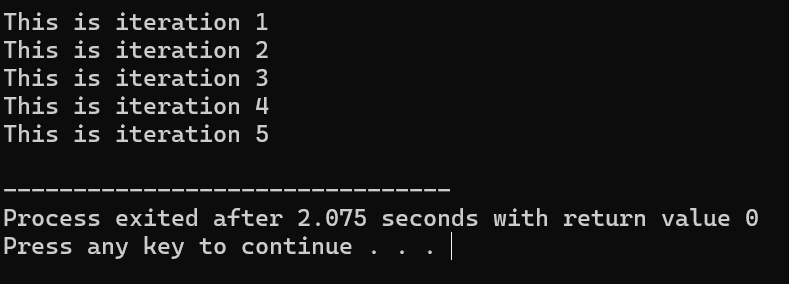 This is iteration 1
This is iteration 2
This is iteration 3
This is iteration 4
This is iteration 5
--------------------------------
Process exited after 2.075 seconds with return value 0
Press any key to continue . . .